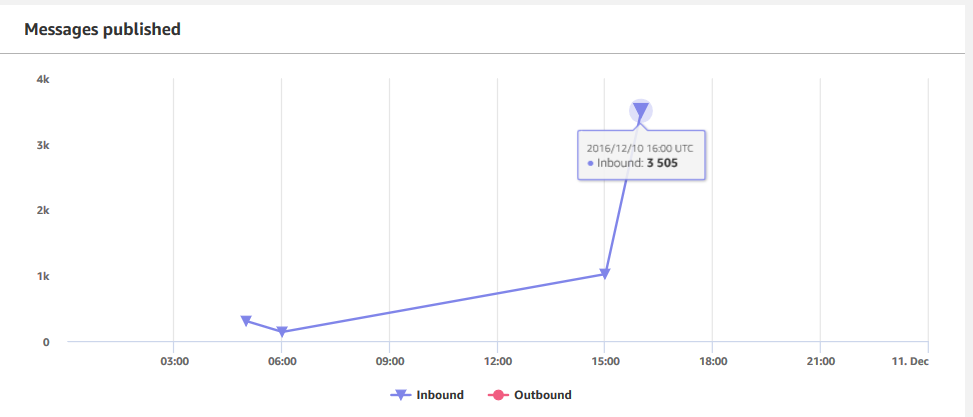 Messages published
4k
3k
2k
1k
0
2016/12/10 16:00 UTC
Inbound: 3 505
03:00 06:00 09:00 12:00 15:00 18:00 21:00 11. Dec
Inbound Outbound